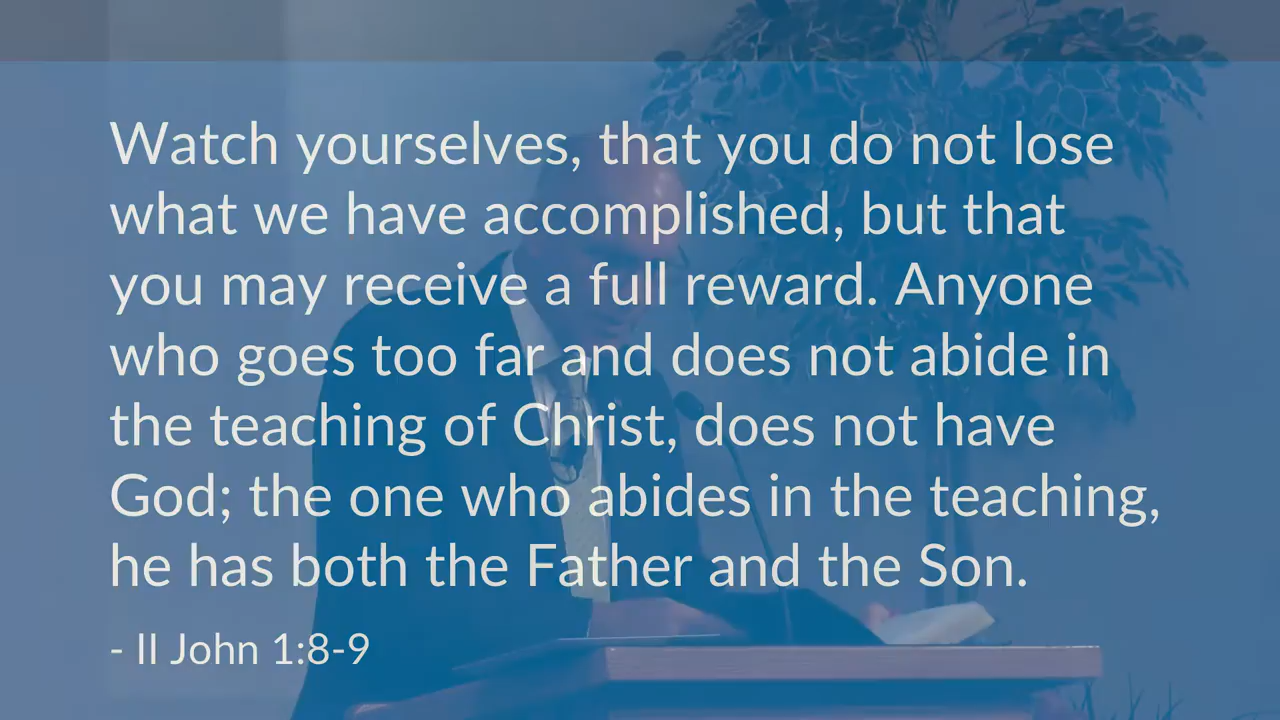 Watch yourselves, that you do not lose
what we have accomplished, but that
you may receive a full reward. Anyone
who goes too far and does not abide in
the teaching of Christ, does not have
God; the one who abides in the teaching,
he has both the Father and the Son.
- II John 1:8-9